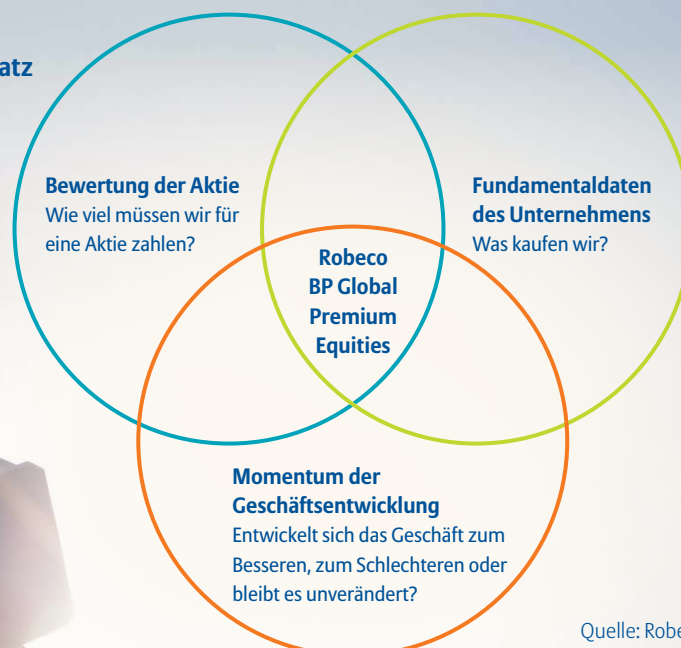 atz
Bewertung der Aktie
Wie viel müssen wir für
eine Aktie zahlen?
Fundamentaldaten
des Unternehmens
Was kaufen wir?
Robeco
BP Global
Premium
Equities
Momentum der
Geschäftsentwicklung
Entwickelt sich das Geschäft zum
Besseren, zum Schlechteren oder
bleibt es unverändert?
Quelle: Robe